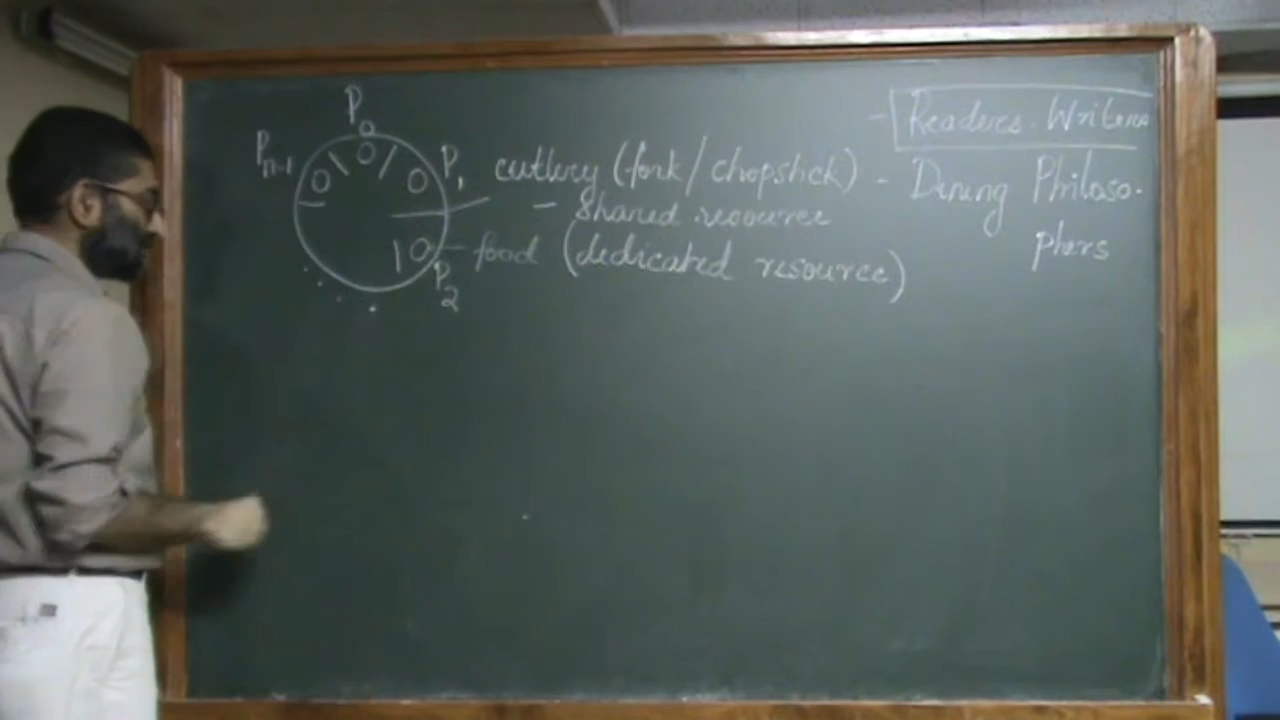 P0
Pn-1
P1
P2
cutlery (fork/chopstick)
- Shared resource
food (dedicated resource)
- Readers-Writers
- Dining Philoso-
phers